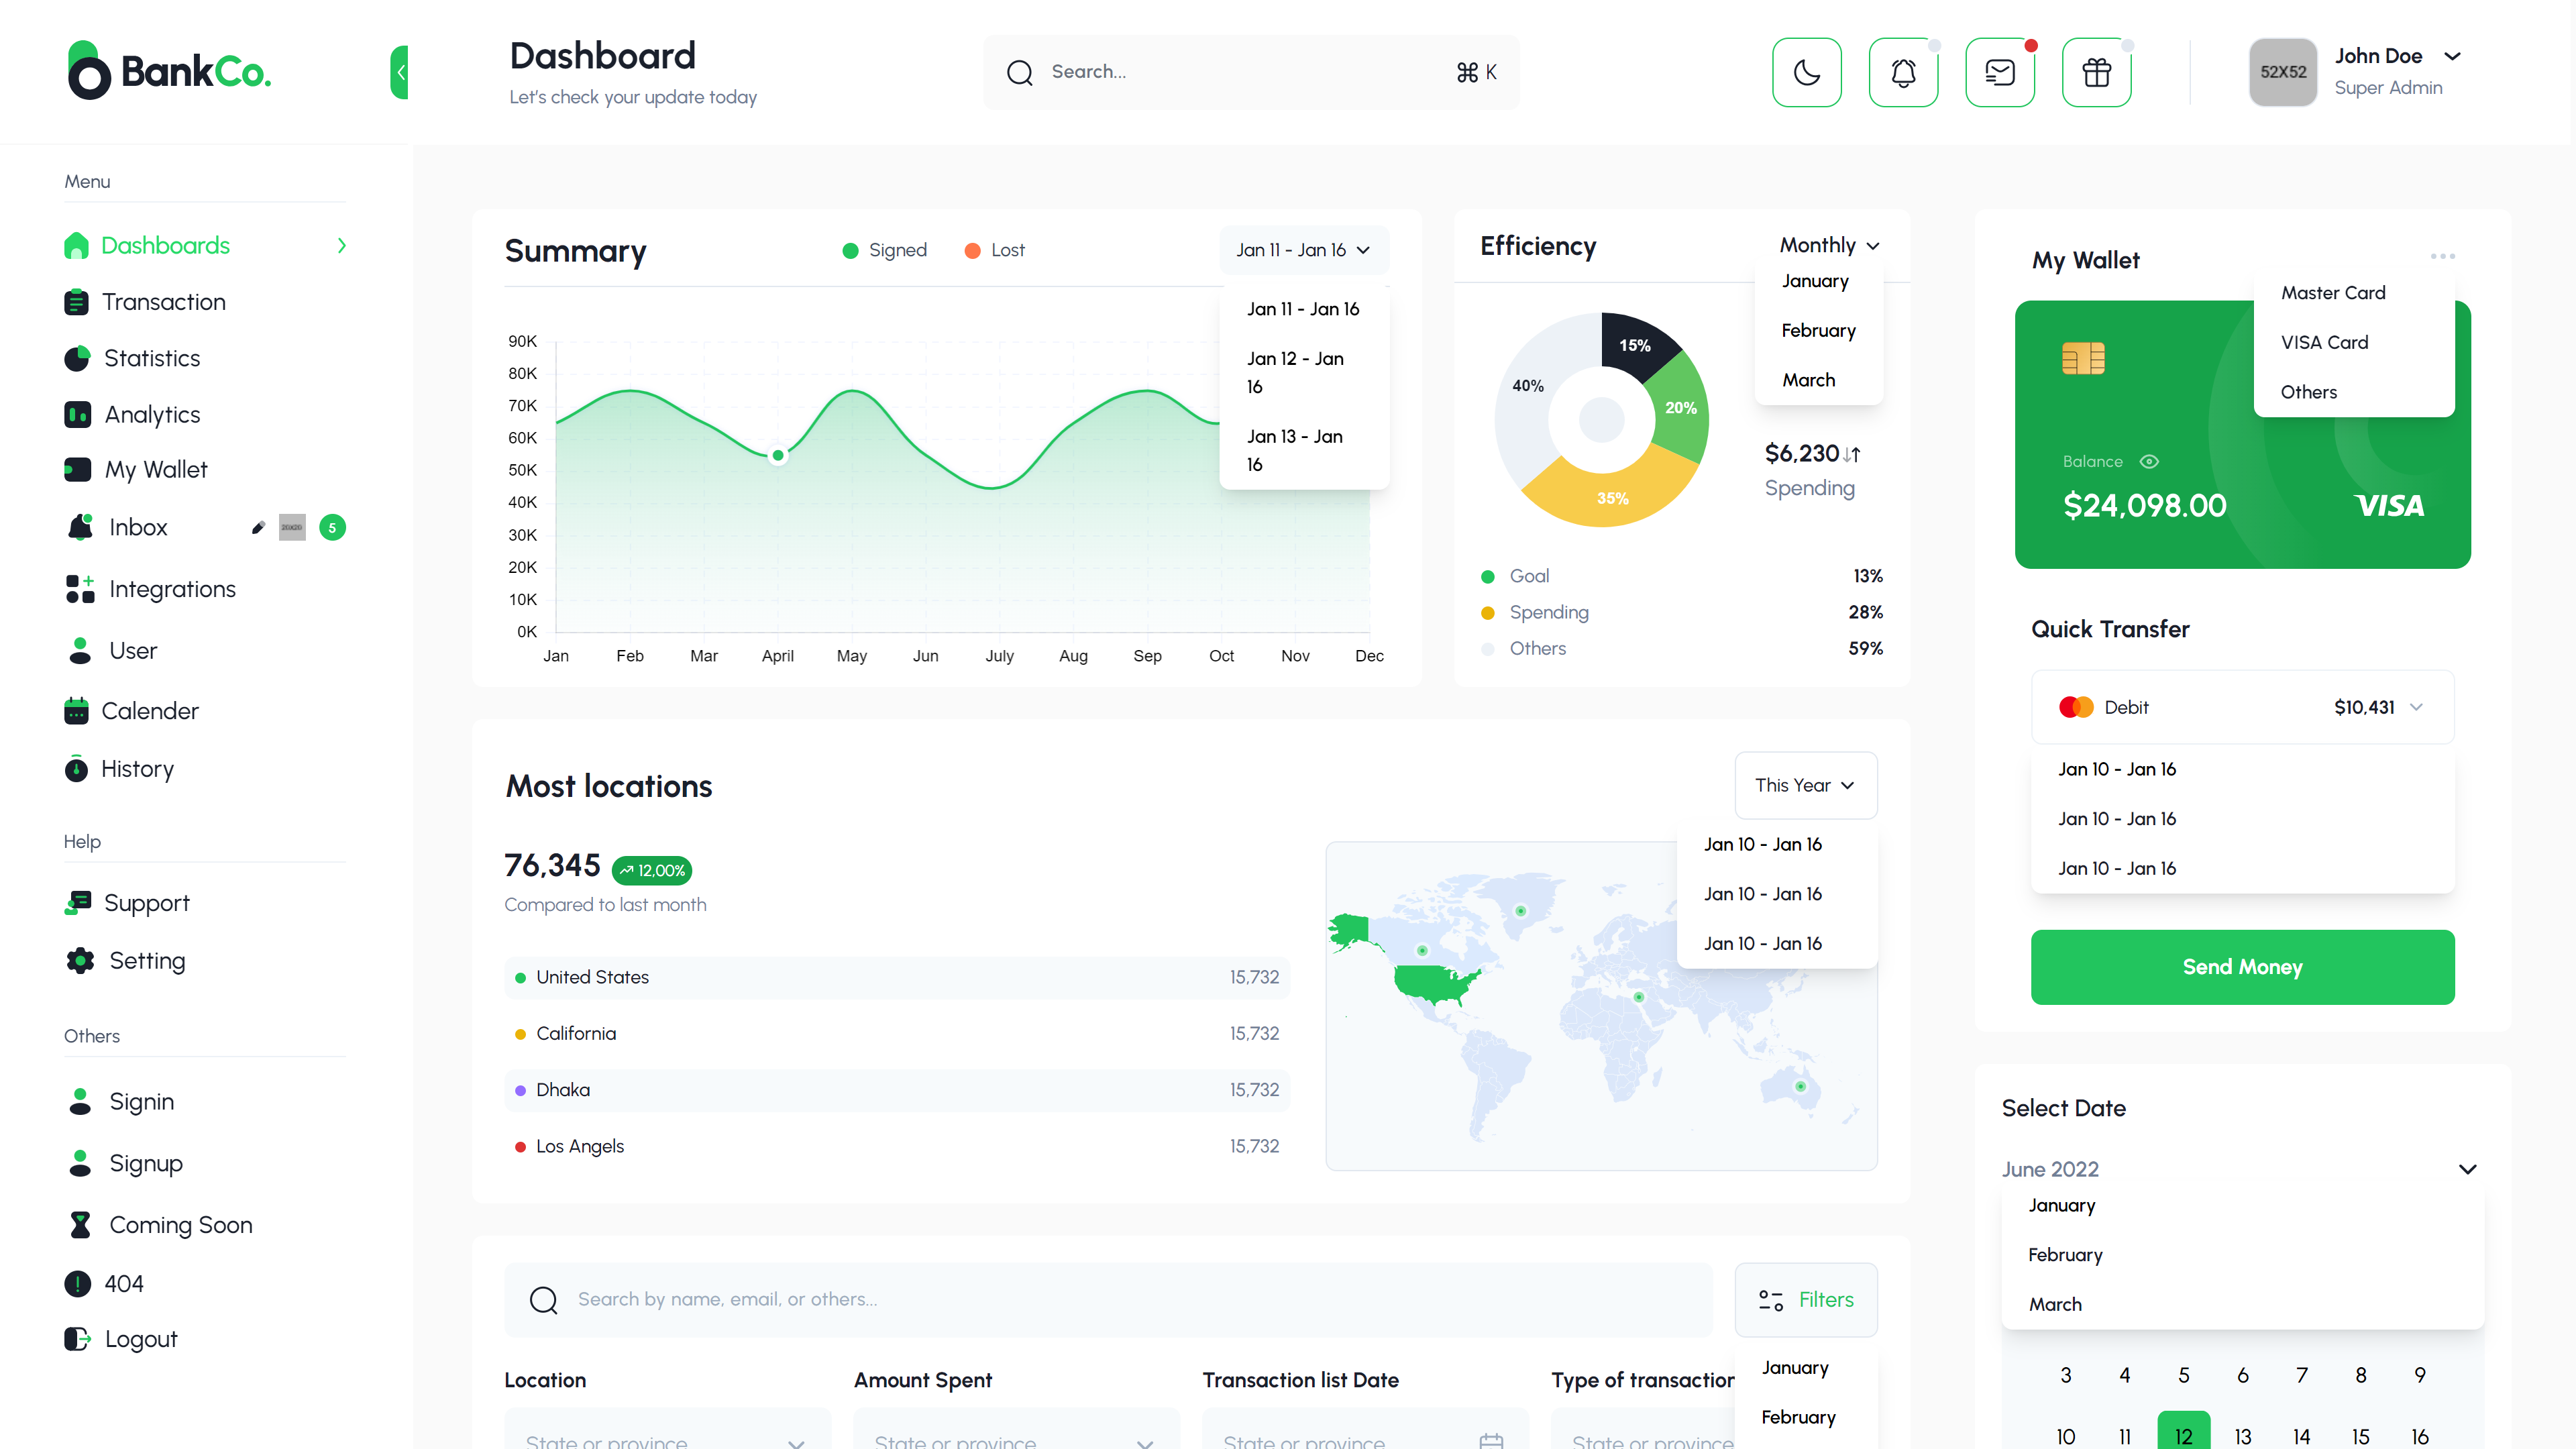 BankCo.
Dashboard
Let's check your update today
Search...
⌘ K
52X52
John Doe
Super Admin
Menu
Dashboards
Transaction
Statistics
Analytics
My Wallet
Inbox
20X20
5
Integrations
User
Calender
History
Help
Support
Setting
Others
Signin
Signup
Coming Soon
404
Logout
Summary
Signed
Lost
Jan 11 - Jan 16
Jan 11 - Jan 16
Jan 12 - Jan
16
Jan 13 - Jan
16
90K
80K
70K
60K
50K
40K
30K
20K
10K
0K
Jan Feb Mar April May Jun July Aug Sep Oct Nov Dec
Efficiency
Monthly
January
February
March
15%
20%
35%
40%
$6,230
Spending
Goal 13%
Spending 28%
Others 59%
My Wallet
Master Card
VISA Card
Others
Balance
$24,098.00
VISA
Quick Transfer
Debit $10,431
Jan 10 - Jan 16
Jan 10 - Jan 16
Jan 10 - Jan 16
Send Money
Most locations
This Year
Jan 10 - Jan 16
Jan 10 - Jan 16
Jan 10 - Jan 16
76,345
12,00%
Compared to last month
United States 15,732
California 15,732
Dhaka 15,732
Los Angels 15,732
Select Date
June 2022
January
February
March
3 4 5 6 7 8 9
10 11 12 13 14 15 16
Search by name, email, or others...
Filters
January
February
Location
Amount Spent
Transaction list Date
Type of transaction
State or province
State or province
State or province
State or province